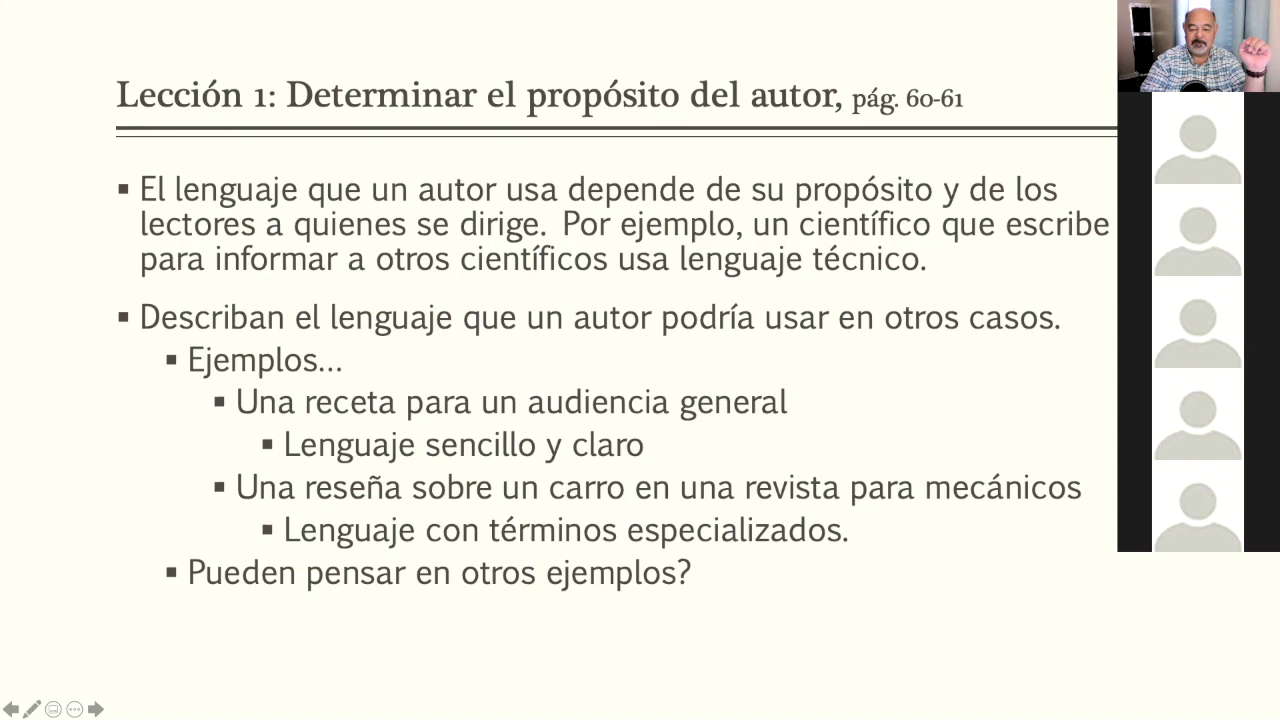 Lección 1: Determinar el propósito del autor, pág. 60-61
▪ El lenguaje que un autor usa depende de su propósito y de los
lectores a quienes se dirige. Por ejemplo, un científico que escribe
para informar a otros científicos usa lenguaje técnico.
▪ Describan el lenguaje que un autor podría usar en otros casos.
▪ Ejemplos...
▪ Una receta para un audiencia general
▪ Lenguaje sencillo y claro
▪ Una reseña sobre un carro en una revista para mecánicos
▪ Lenguaje con términos especializados.
▪ Pueden pensar en otros ejemplos?